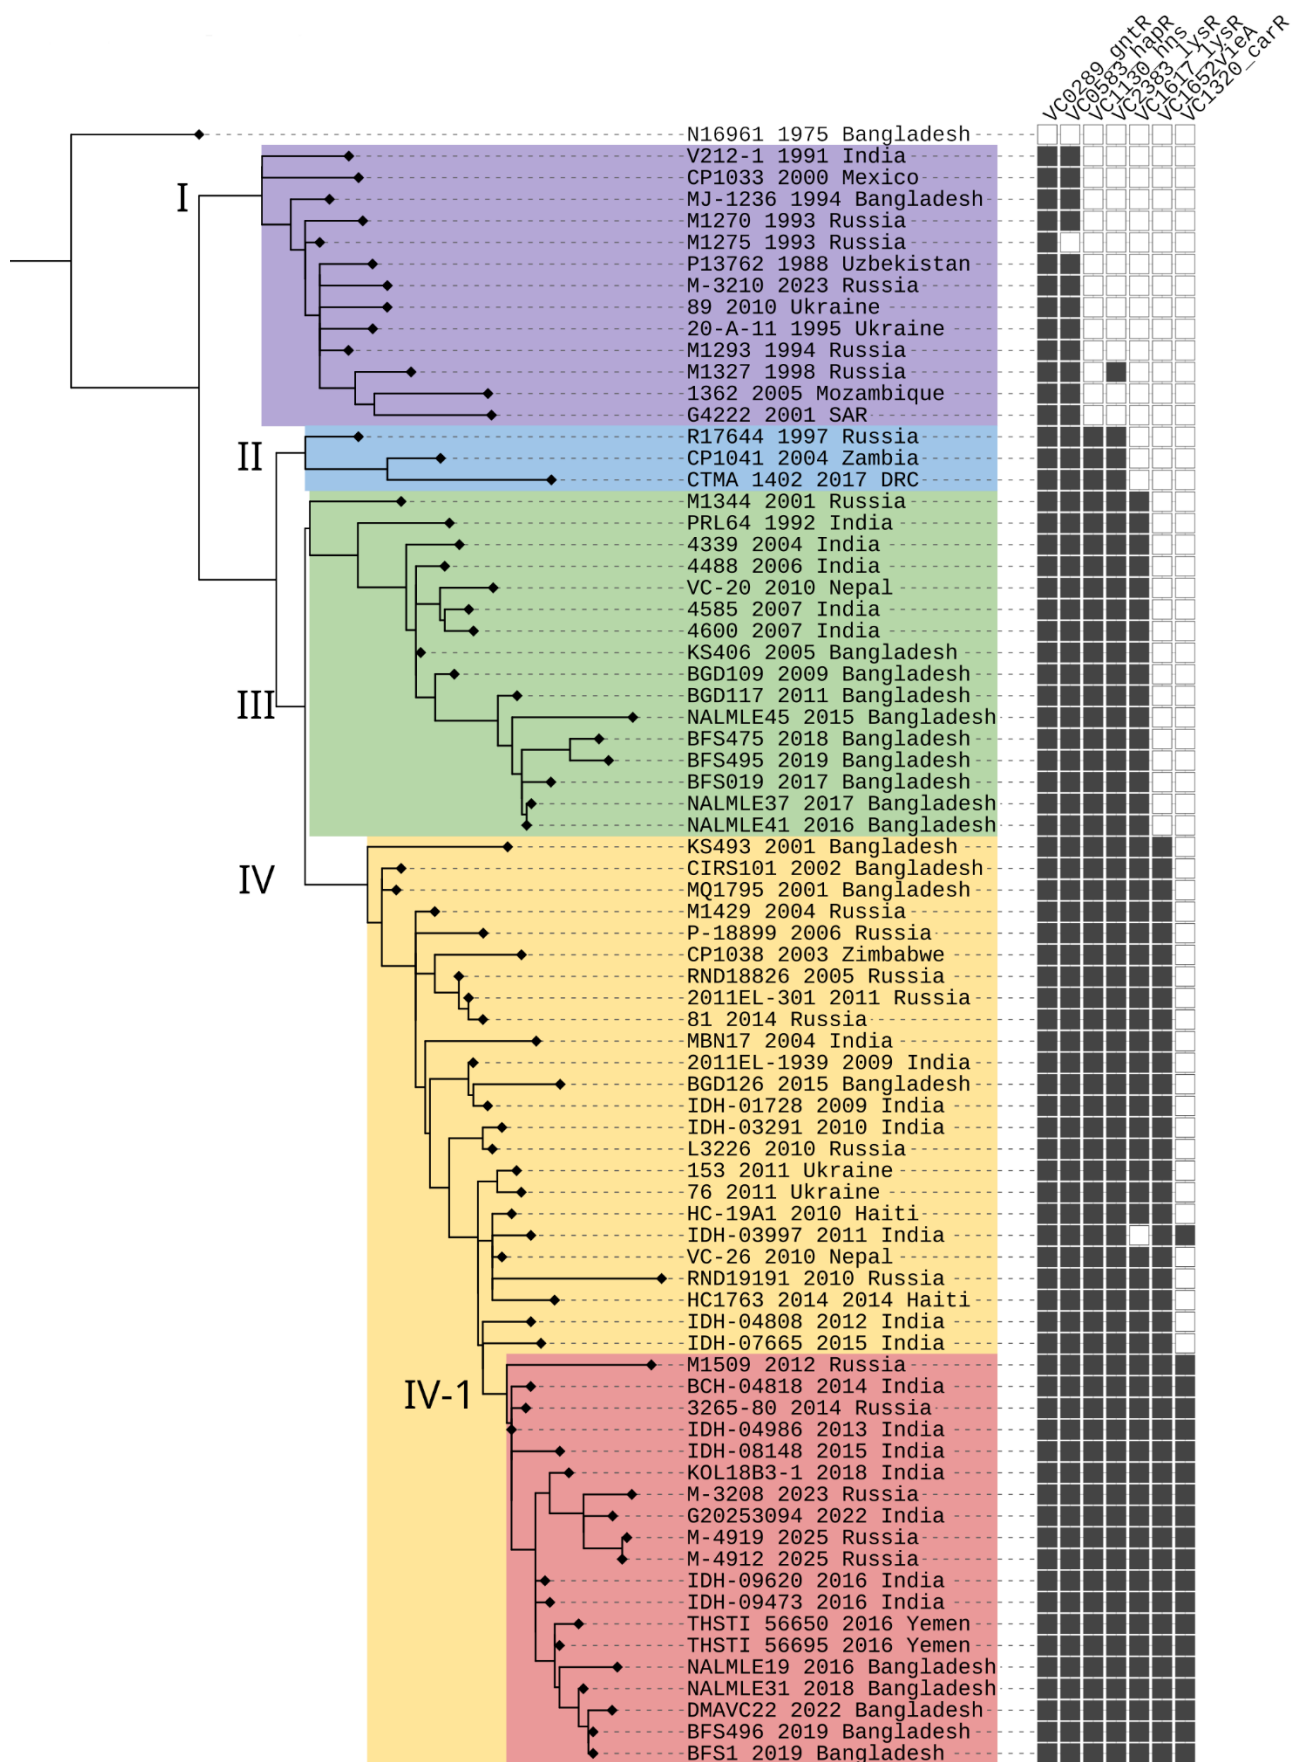 VC0289_gntR
VC0583_hapR
VC1130_hns
VC2383_lysR
VC1617_lysR
VC1652VieA
VC1320_carR
N16961 1975 Bangladesh
V212-1 1991 India
CP1033 2000 Mexico
I
MJ-1236 1994 Bangladesh
M1270 1993 Russia
M1275 1993 Russia
P13762 1988 Uzbekistan
M-3210 2023 Russia
89 2010 Ukraine
20-A-11 1995 Ukraine
M1293 1994 Russia
M1327 1998 Russia
1362 2005 Mozambique
G4222 2001 SAR
R17644 1997 Russia
II
CP1041 2004 Zambia
CTMA 1402 2017 DRC
M1344 2001 Russia
PRL64 1992 India
4339 2004 India
4488 2006 India
VC-20 2010 Nepal
4585 2007 India
4600 2007 India
KS406 2005 Bangladesh
BGD109 2009 Bangladesh
BGD117 2011 Bangladesh
III
NALMLE45 2015 Bangladesh
BFS475 2018 Bangladesh
BFS495 2019 Bangladesh
BFS019 2017 Bangladesh
NALMLE37 2017 Bangladesh
NALMLE41 2016 Bangladesh
KS493 2001 Bangladesh
CIRS101 2002 Bangladesh
IV
MQ1795 2001 Bangladesh
M1429 2004 Russia
P-18899 2006 Russia
CP1038 2003 Zimbabwe
RND18826 2005 Russia
2011EL-301 2011 Russia
81 2014 Russia
MBN17 2004 India
2011EL-1939 2009 India
BGD126 2015 Bangladesh
IDH-01728 2009 India
IDH-03291 2010 India
L3226 2010 Russia
153 2011 Ukraine
76 2011 Ukraine
HC-19A1 2010 Haiti
IDH-03997 2011 India
VC-26 2010 Nepal
RND19191 2010 Russia
HC1763 2014 2014 Haiti
IDH-04808 2012 India
IDH-07665 2015 India
M1509 2012 Russia
BCH-04818 2014 India
IV-1
3265-80 2014 Russia
IDH-04986 2013 India
IDH-08148 2015 India
KOL18B3-1 2018 India
M-3208 2023 Russia
G20253094 2022 India
M-4919 2025 Russia
M-4912 2025 Russia
IDH-09620 2016 India
IDH-09473 2016 India
THSTI 56650 2016 Yemen
THSTI 56695 2016 Yemen
NALMLE19 2016 Bangladesh
NALMLE31 2018 Bangladesh
DMAVC22 2022 Bangladesh
BFS496 2019 Bangladesh
BFS1 2019 Bangladesh